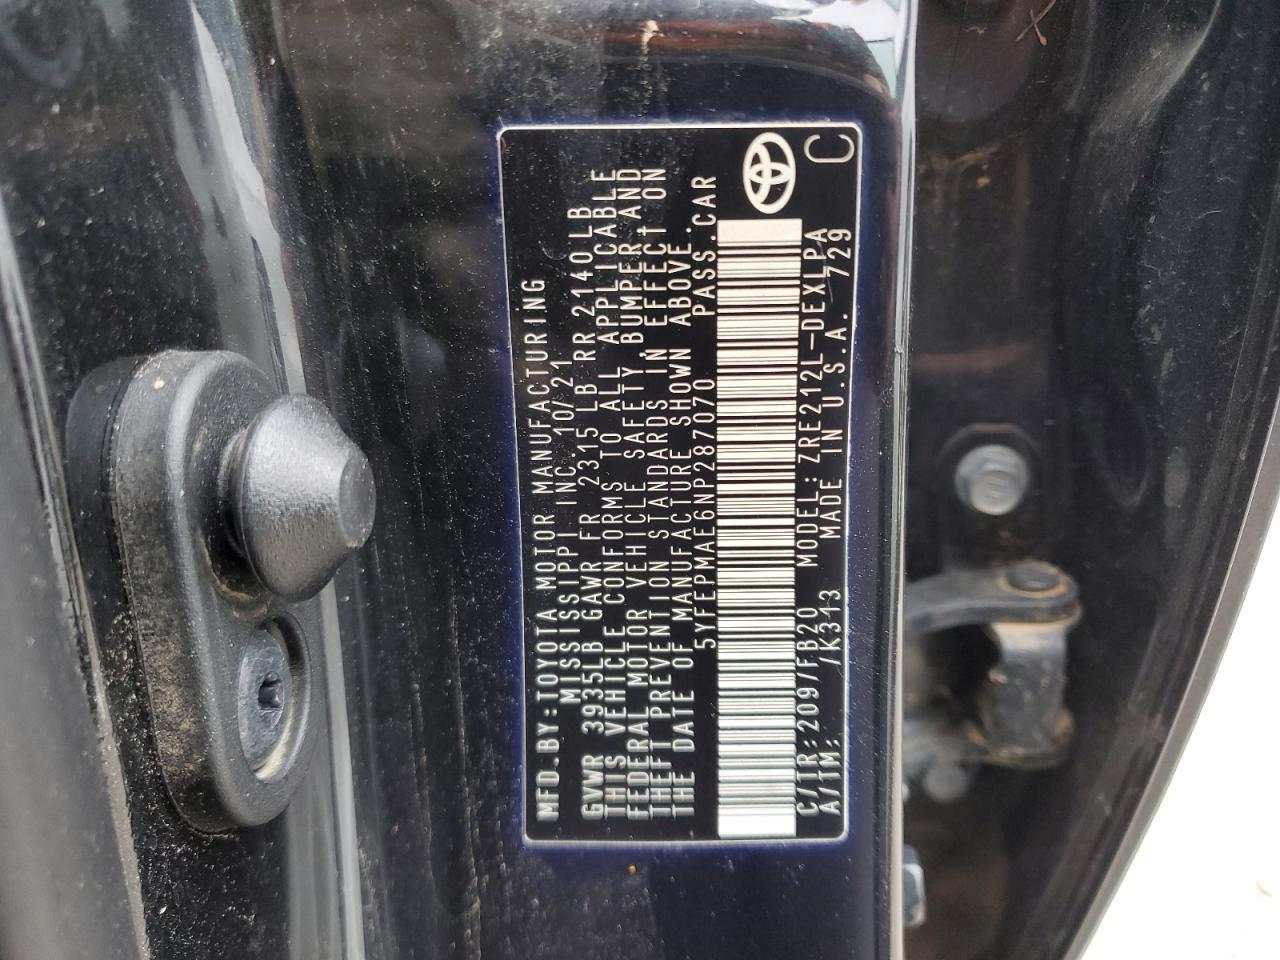 MFD.BY:TOYOTA MOTOR MANUFACTURING
MISSISSIPPI INC 10/21
GVWR 3935LB GAWR FR 2315 LB RR 2140LB
THIS VEHICLE CONFORMS TO ALL APPLICABLE
FEDERAL MOTOR VEHICLE SAFETY, BUMPER, AND
THEFT PREVENTION STANDARDS IN EFFECT ON
THE DATE OF MANUFACTURE SHOWN ABOVE.
5YFEPMAE6NP287070 PASS.CAR
C/TR:209/FB20 MODEL:ZRE212L-DEXLPA
A/TM: /K313 MADE IN U.S.A. 729
C